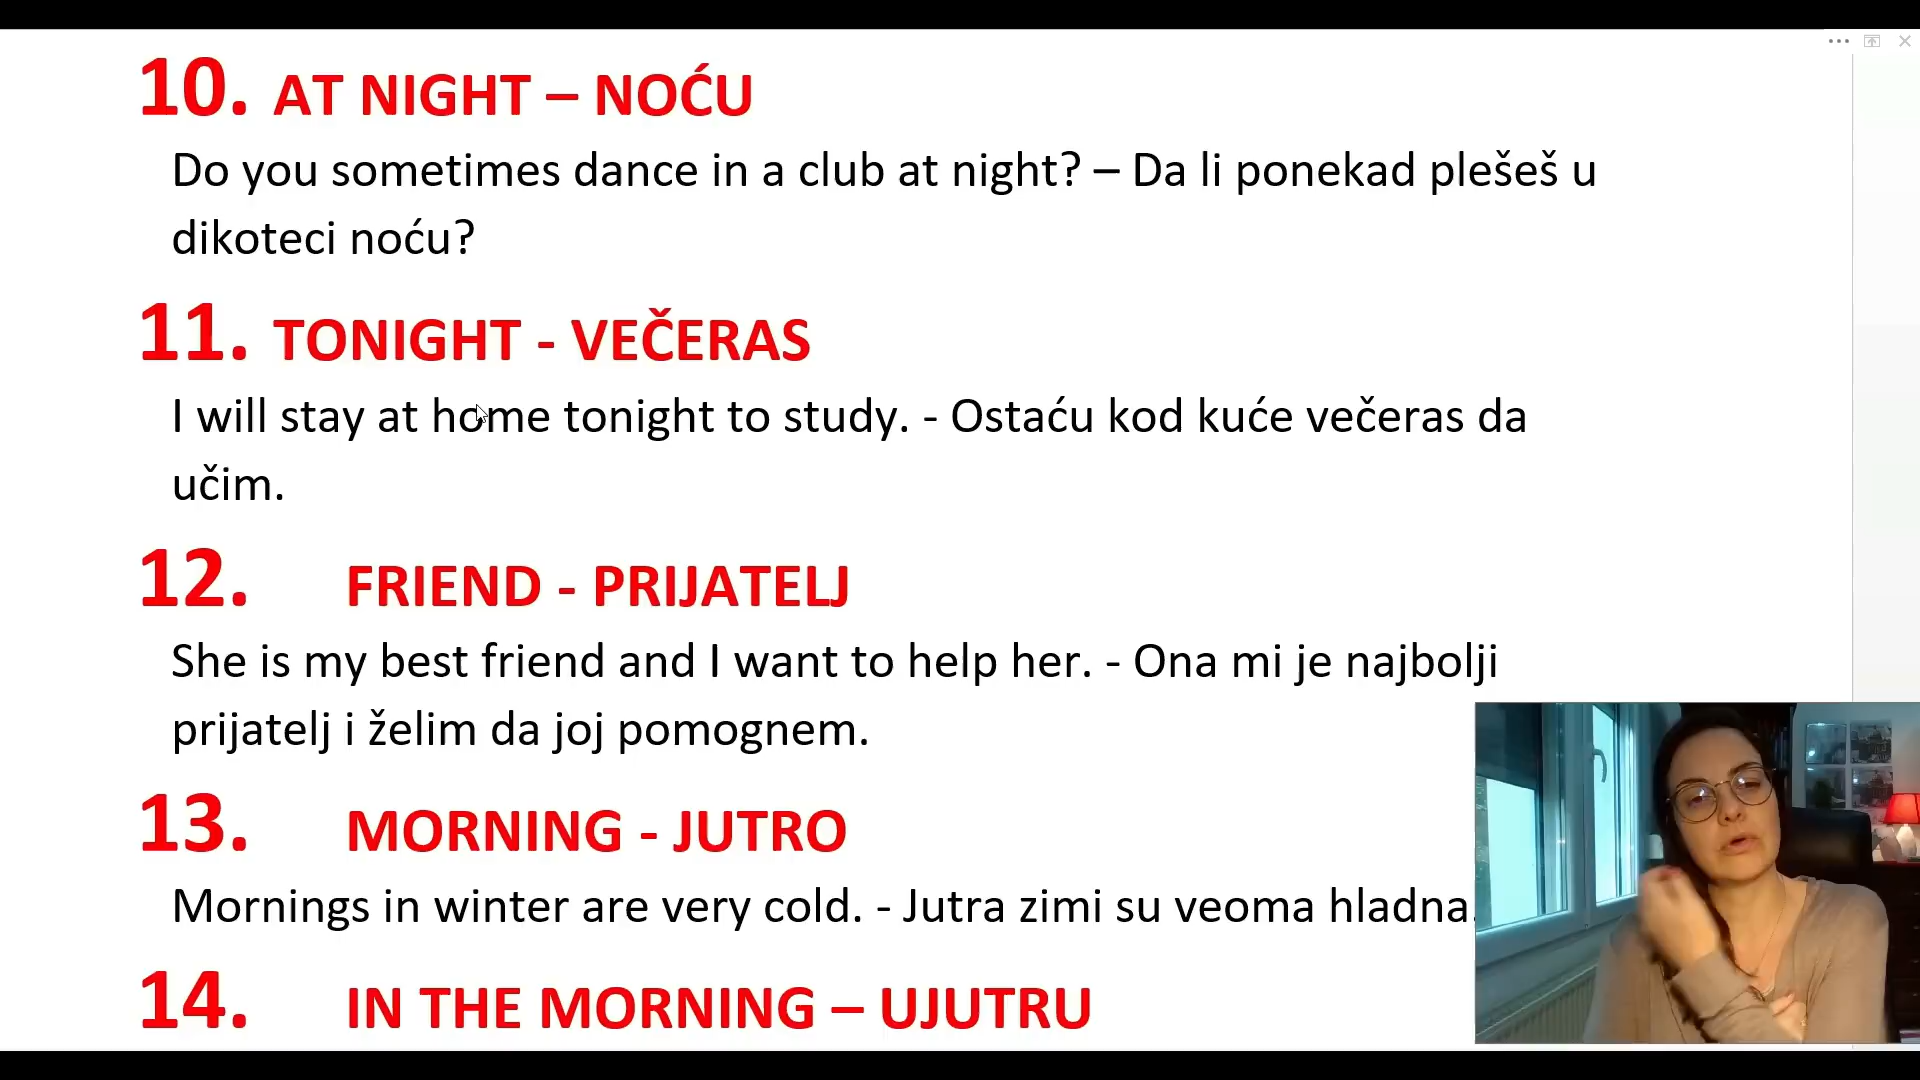 10. AT NIGHT – NOĆU
Do you sometimes dance in a club at night? – Da li ponekad plešeš u
dikoteci noću?
11. TONIGHT - VEČERAS
I will stay at home tonight to study. - Ostaću kod kuće večeras da
učim.
12. FRIEND - PRIJATELJ
She is my best friend and I want to help her. - Ona mi je najbolji
prijatelj i želim da joj pomognem.
13. MORNING - JUTRO
Mornings in winter are very cold. - Jutra zimi su veoma hladna.
14. IN THE MORNING – UJUTRU